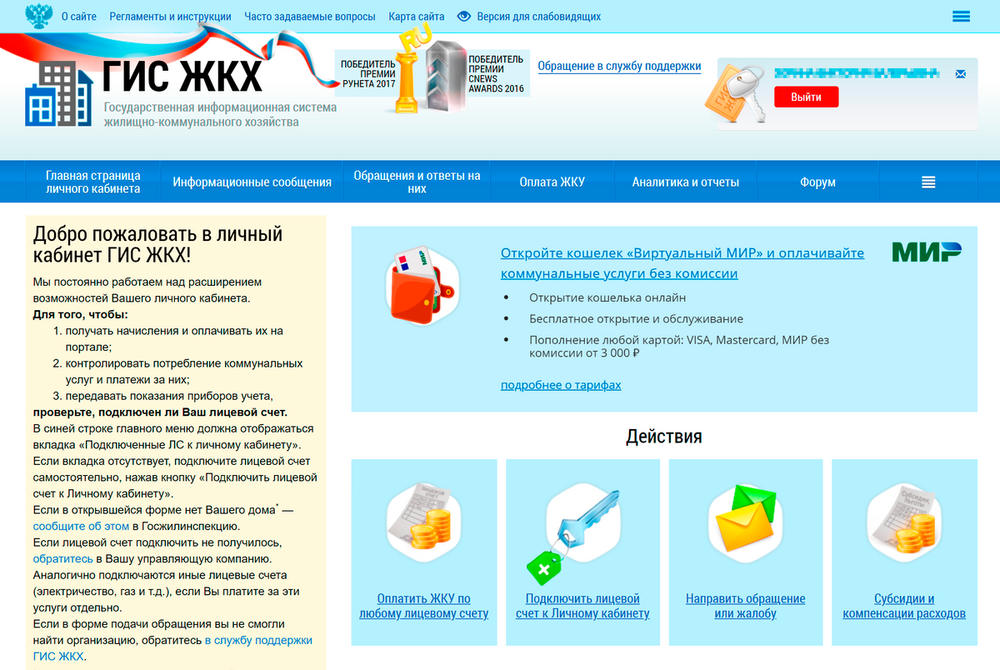 О сайте
Регламенты и инструкции
Часто задаваемые вопросы
Карта сайта
Версия для слабовидящих
ГИС ЖКХ
Государственная информационная система
жилищно-коммунального хозяйства
ПОБЕДИТЕЛЬ
ПРЕМИИ
РУНЕТА 2017
RU
ПОБЕДИТЕЛЬ
ПРЕМИИ
CNEWS
AWARDS 2016
Обращение в службу поддержки
ГИС
ЖК
Выйти
Главная страница
личного кабинета
Информационные сообщения
Обращения и ответы на
них
Оплата ЖКУ
Аналитика и отчеты
Форум
Добро пожаловать в личный
кабинет ГИС ЖКХ!
Мы постоянно работаем над расширением
возможностей Вашего личного кабинета.
Для того, чтобы:
1. получать начисления и оплачивать их на
портале;
2. контролировать потребление коммунальных
услуг и платежи за них;
3. передавать показания приборов учета,
проверьте, подключен ли Ваш лицевой счет.
В синей строке главного меню должна отображаться
вкладка «Подключенные ЛС к личному кабинету».
Если вкладка отсутствует, подключите лицевой счет
самостоятельно, нажав кнопку «Подключить лицевой
счет к Личному кабинету».
Если в открывшейся форме нет Вашего дома* —
сообщите об этом в Госжилинспекцию.
Если лицевой счет подключить не получилось,
обратитесь в Вашу управляющую компанию.
Аналогично подключаются иные лицевые счета
(электричество, газ и т.д.), если Вы платите за эти
услуги отдельно.
Если в форме подачи обращения вы не смогли
найти организацию, обратитесь в службу поддержки
ГИС ЖКХ.
МИР
Откройте кошелек «Виртуальный МИР» и оплачивайте
коммунальные услуги без комиссии
• Открытие кошелька онлайн
• Бесплатное открытие и обслуживание
• Пополнение любой картой: VISA, Mastercard, МИР без
комиссии от 3 000 ₽
подробнее о тарифах
МИР
Действия
ЛИЦЕВОЙ
СЧЕТ
Оплатить ЖКУ по
любому лицевому счету
Подключить лицевой
счет к Личному кабинету
Направить обращение
или жалобу
Субсидии,
льготы
Субсидии и
компенсации расходов